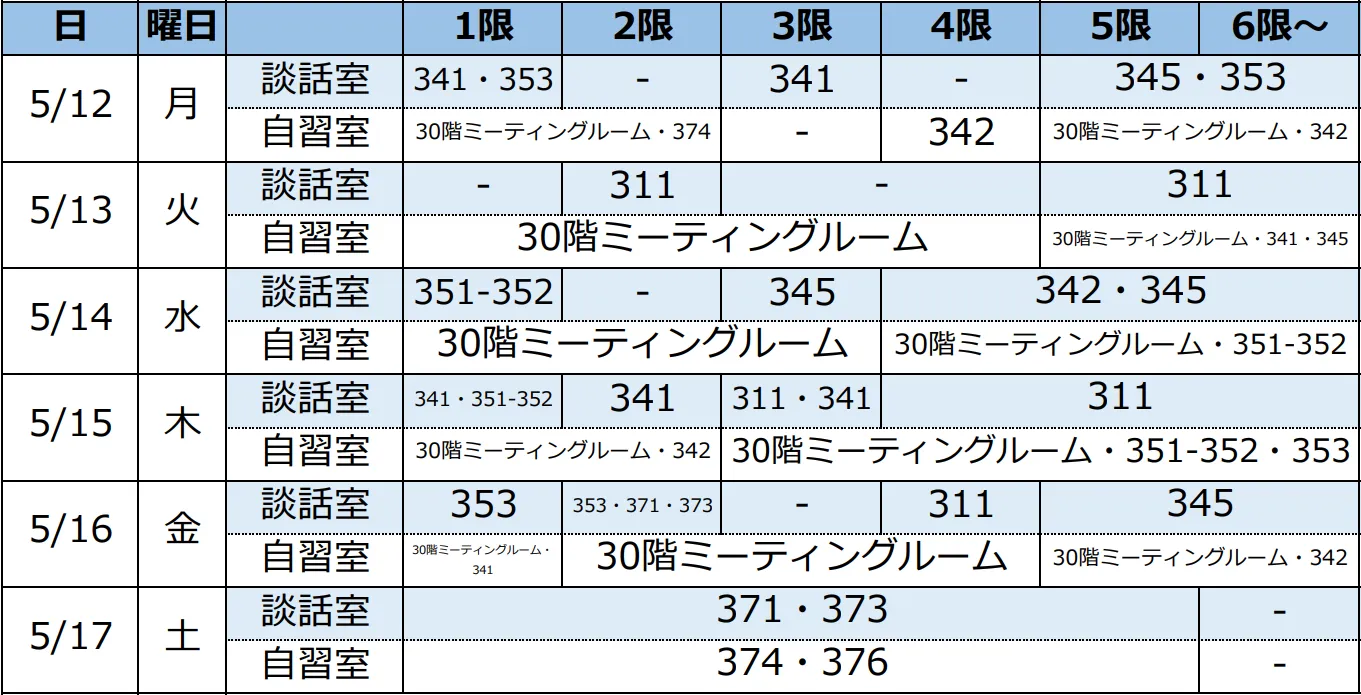 日 曜日 1限 2限 3限 4限 5限 6限～
5/12 月 談話室 341・353 - 341 - 345・353
自習室 30階ミーティングルーム・374 - 342 30階ミーティングルーム・342
5/13 火 談話室 - 311 - 311
自習室 30階ミーティングルーム 30階ミーティングルーム・341・345
5/14 水 談話室 351-352 - 345 342・345
自習室 30階ミーティングルーム 30階ミーティングルーム・351-352
5/15 木 談話室 341・351-352 341 311・341 311
自習室 30階ミーティングルーム・342 30階ミーティングルーム・351-352・353
5/16 金 談話室 353 353・371・373 - 311 345
自習室 30階ミーティングルーム・341 30階ミーティングルーム 30階ミーティングルーム・342
5/17 土 談話室 371・373 -
自習室 374・376 -